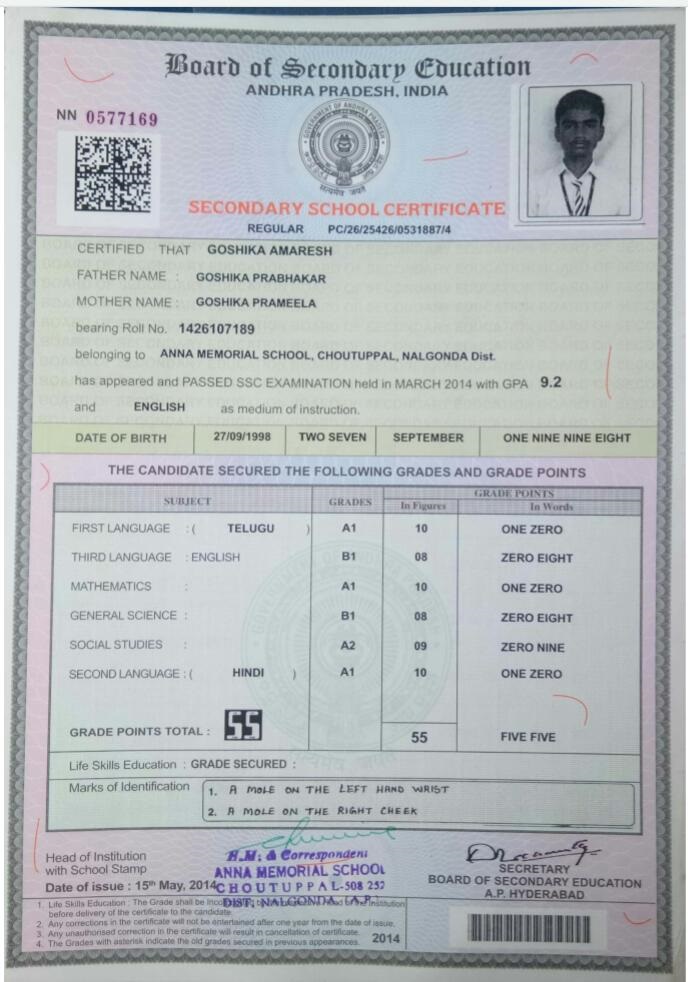 Board of Secondary Education
ANDHRA PRADESH, INDIA
NN 0577169
GOVERNMENT OF ANDHRA PRADESH
सत्यमेव जयते
SECONDARY SCHOOL CERTIFICATE
REGULAR PC/26/25426/0531887/4
CERTIFIED THAT GOSHIKA AMARESH
FATHER NAME : GOSHIKA PRABHAKAR
MOTHER NAME : GOSHIKA PRAMEELA
bearing Roll No. 1426107189
belonging to ANNA MEMORIAL SCHOOL, CHOUTUPPAL, NALGONDA Dist.
has appeared and PASSED SSC EXAMINATION held in MARCH 2014 with GPA 9.2
and ENGLISH as medium of instruction.
DATE OF BIRTH 27/09/1998 TWO SEVEN SEPTEMBER ONE NINE NINE EIGHT
THE CANDIDATE SECURED THE FOLLOWING GRADES AND GRADE POINTS
SUBJECT GRADES GRADE POINTS
In Figures In Words
FIRST LANGUAGE : ( TELUGU ) A1 10 ONE ZERO
THIRD LANGUAGE : ENGLISH B1 08 ZERO EIGHT
MATHEMATICS : A1 10 ONE ZERO
GENERAL SCIENCE : B1 08 ZERO EIGHT
SOCIAL STUDIES : A2 09 ZERO NINE
SECOND LANGUAGE : ( HINDI ) A1 10 ONE ZERO
GRADE POINTS TOTAL : 55 55 FIVE FIVE
Life Skills Education : GRADE SECURED :
Marks of Identification 1. A MOLE ON THE LEFT HAND WRIST
2. A MOLE ON THE RIGHT CHEEK
Head of Institution
with School Stamp
Date of issue : 15th May, 2014
H.M. & Correspondent
ANNA MEMORIAL SCHOOL
CHOUTUPPAL-508 252
DIST. NALGONDA. A.P.
SECRETARY
BOARD OF SECONDARY EDUCATION
A.P. HYDERABAD
1. Life Skills Education : The Grade shall be Head of Institution
before delivery of the certificate to the candidate.
2. Any corrections in the certificate will not be entertained after one year from the date of issue.
3. Any unauthorised correction in the certificate will result in cancellation of certificate.
4. The Grades with asterisk indicate the old grades secured in previous appearances. 2014